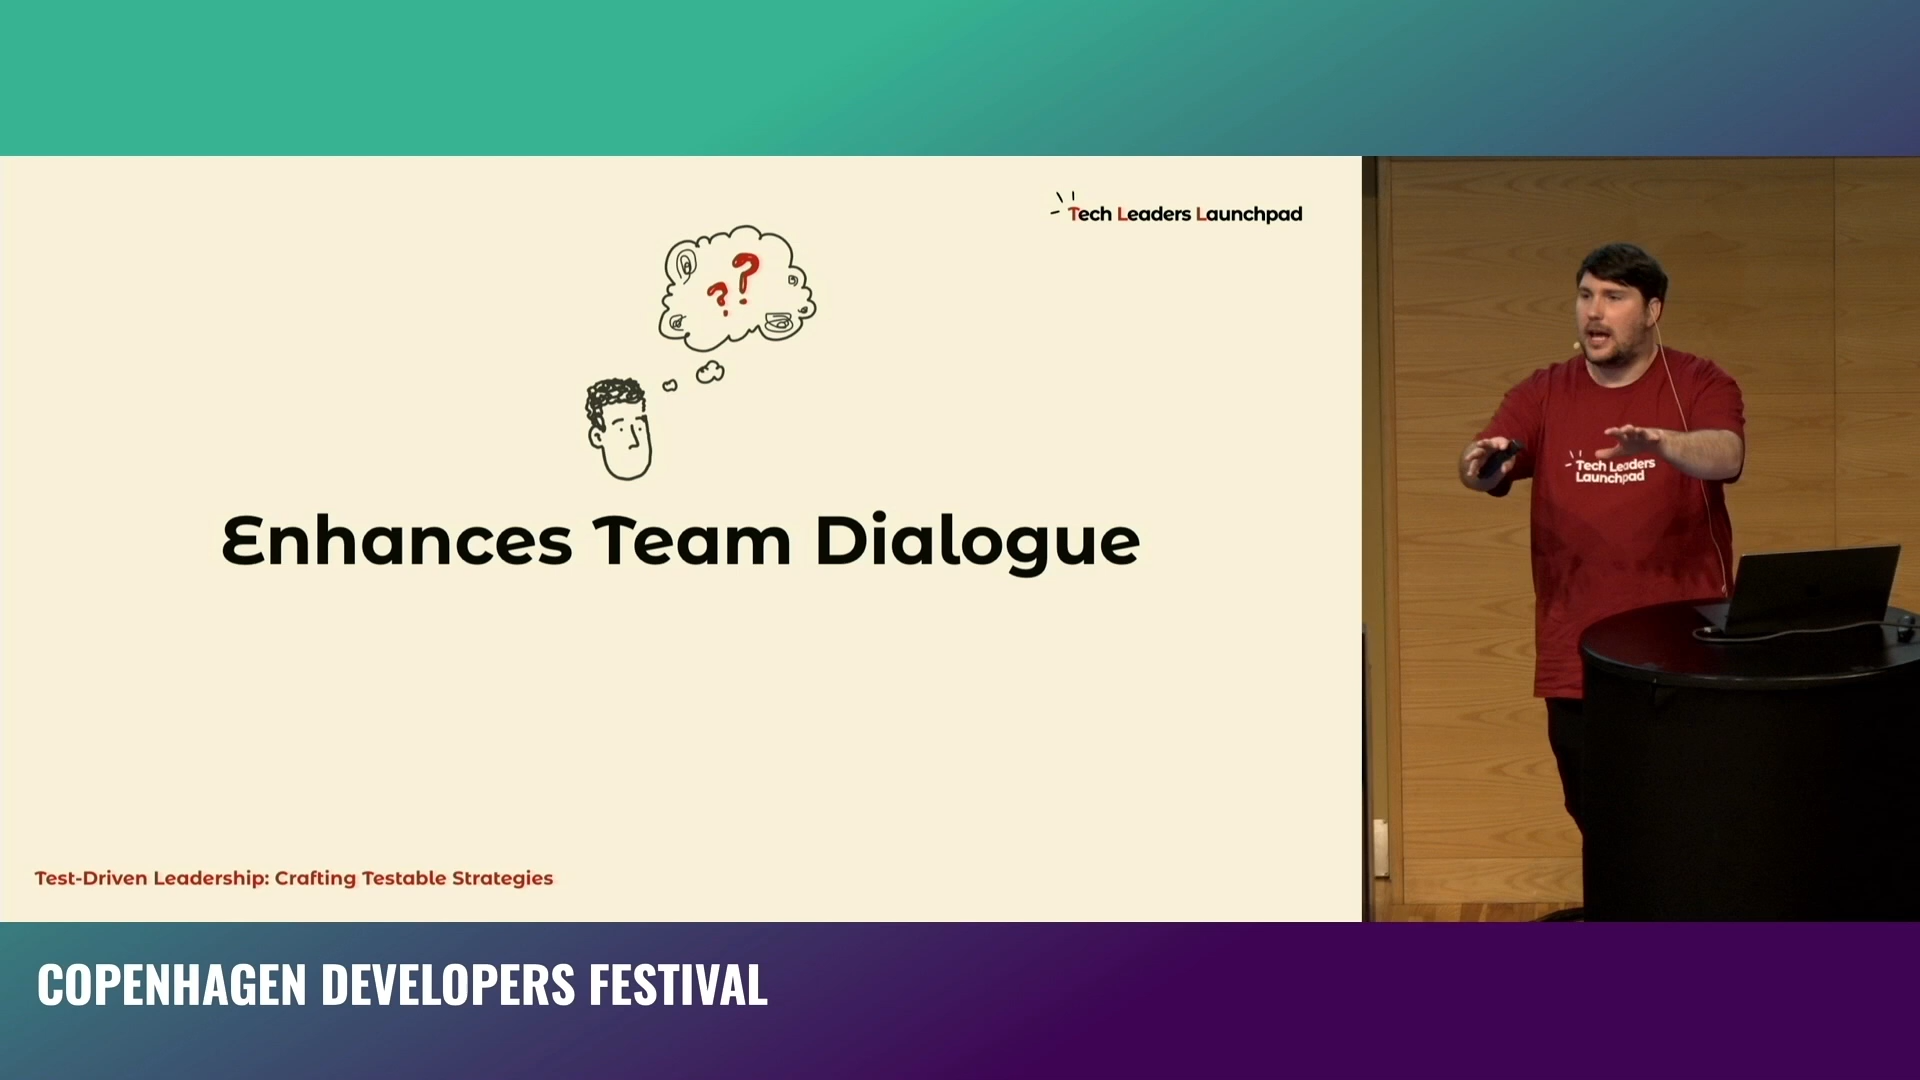 Tech Leaders Launchpad
??
Enhances Team Dialogue
Tech Leaders
Launchpad
Test-Driven Leadership: Crafting Testable Strategies
COPENHAGEN DEVELOPERS FESTIVAL